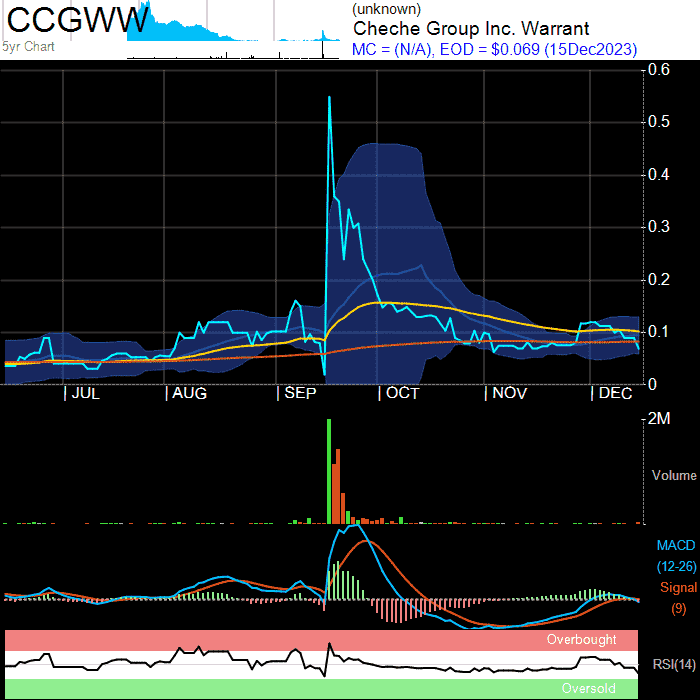 CCGWW
5yr Chart
(unknown)
Cheche Group Inc. Warrant
MC = (N/A), EOD = $0.069 (15Dec2023)
0.6
0.5
0.4
0.3
0.2
0.1
0
JUL
AUG
SEP
OCT
NOV
DEC
2M
Volume
MACD
(12-26)
Signal
(9)
Overbought
RSI(14)
Oversold